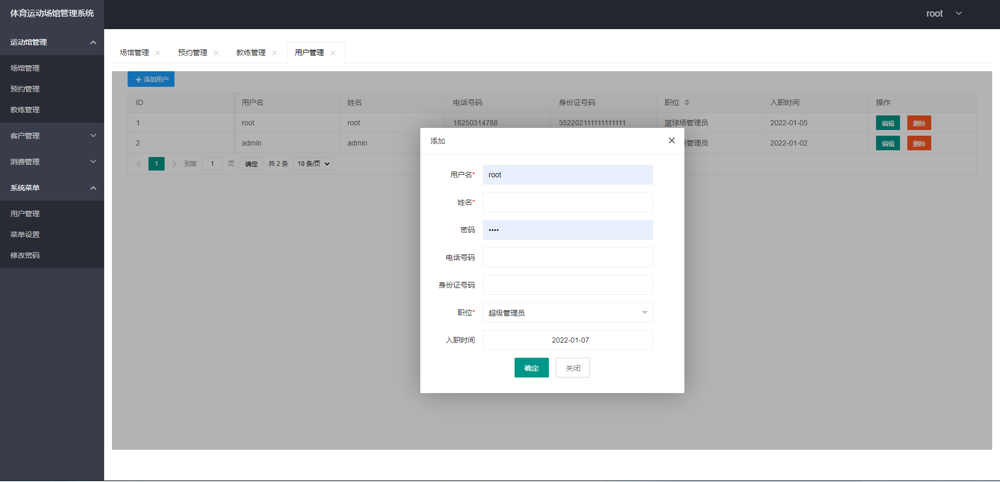 体育运动场馆管理系统
root
运动馆管理
场馆管理
预约管理
教练管理
客户管理
消费管理
系统菜单
用户管理
菜单设置
修改密码
场馆管理 预约管理 教练管理 用户管理
添加用户
ID 用户名 姓名 电话号码 身份证号码 职位 入职时间 操作
1 root root 18250314788 352202111111111111 篮球场管理员 2022-01-05 编辑 删除
2 admin admin 管理员 2022-01-02 编辑 删除
1 到第 1 页 确定 共 2 条 10 条/页
添加
用户名* root
姓名*
密码 ••••
电话号码
身份证号码
职位* 超级管理员
入职时间 2022-01-07
确定 关闭